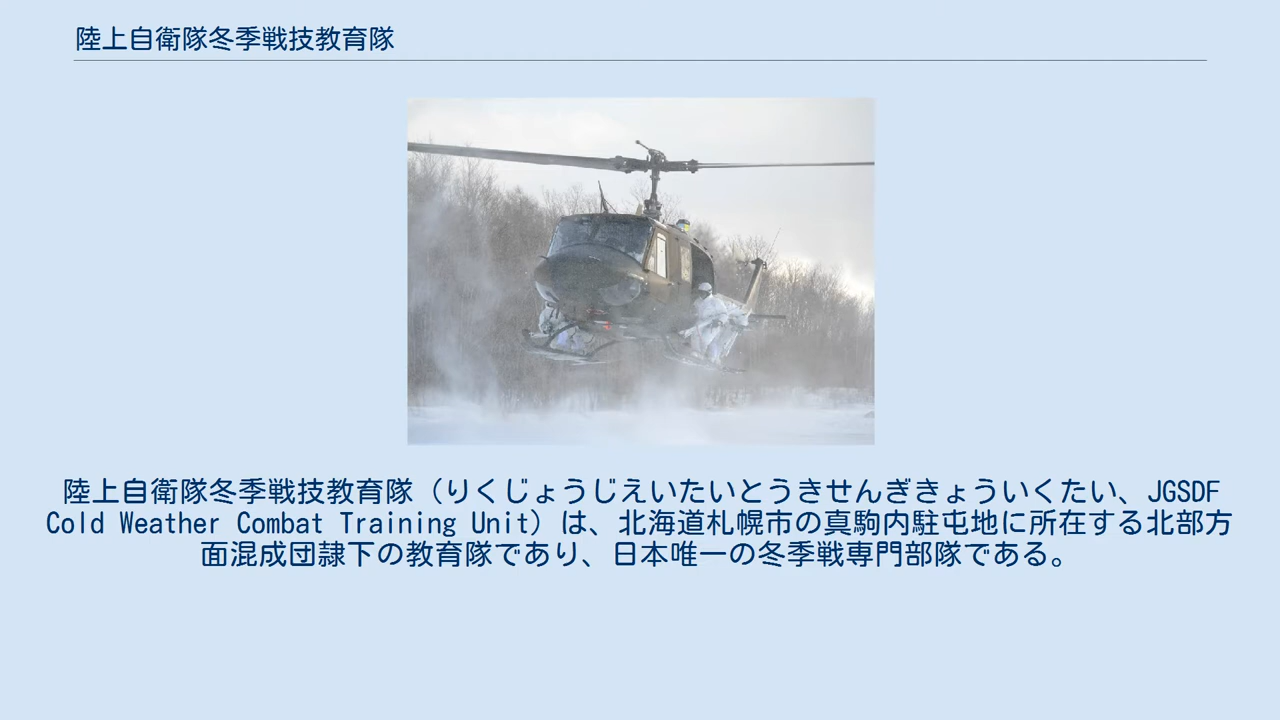 陸上自衛隊冬季戦技教育隊
陸上自衛隊冬季戦技教育隊（りくじょうじえいたいとうきせんぎきょういくたい、JGSDF
Cold Weather Combat Training Unit）は、北海道札幌市の真駒内駐屯地に所在する北部方
面混成団隷下の教育隊であり、日本唯一の冬季戦専門部隊である。